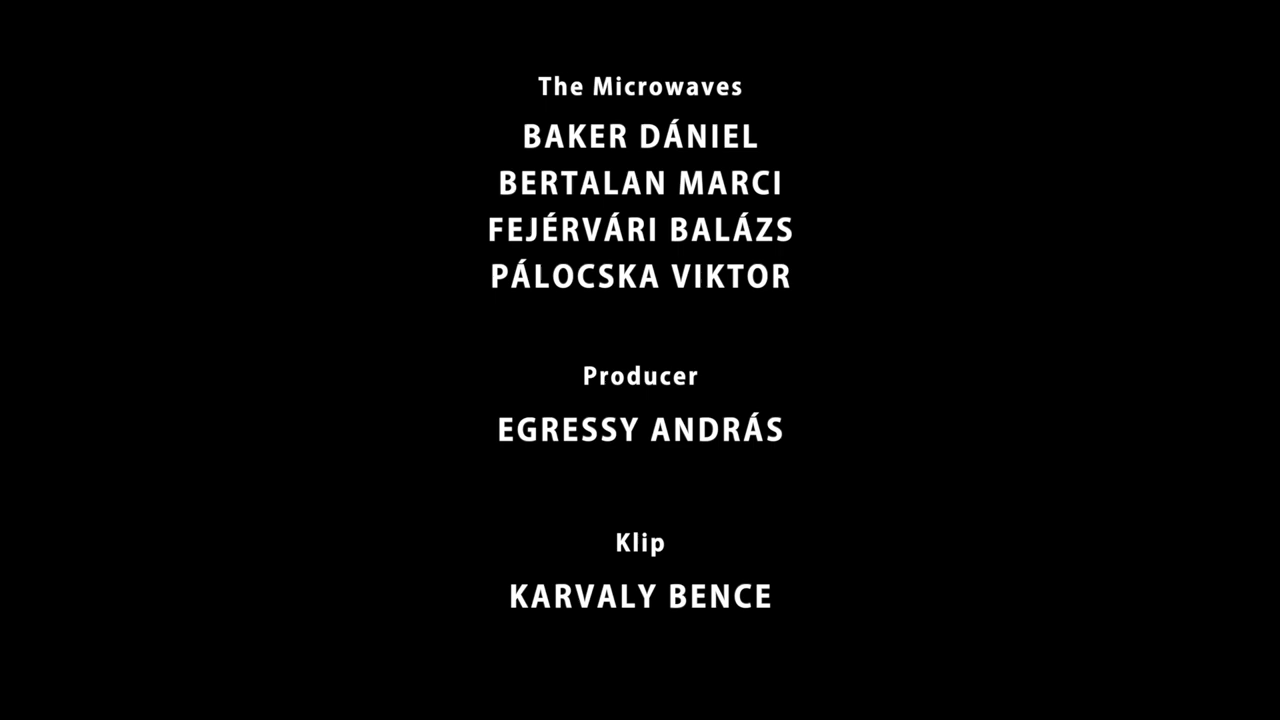 The Microwaves
BAKER DÁNIEL
BERTALAN MARCI
FEJÉRVÁRI BALÁZS
PÁLOCSKA VIKTOR
Producer
EGRESSY ANDRÁS
Klip
KARVALY BENCE